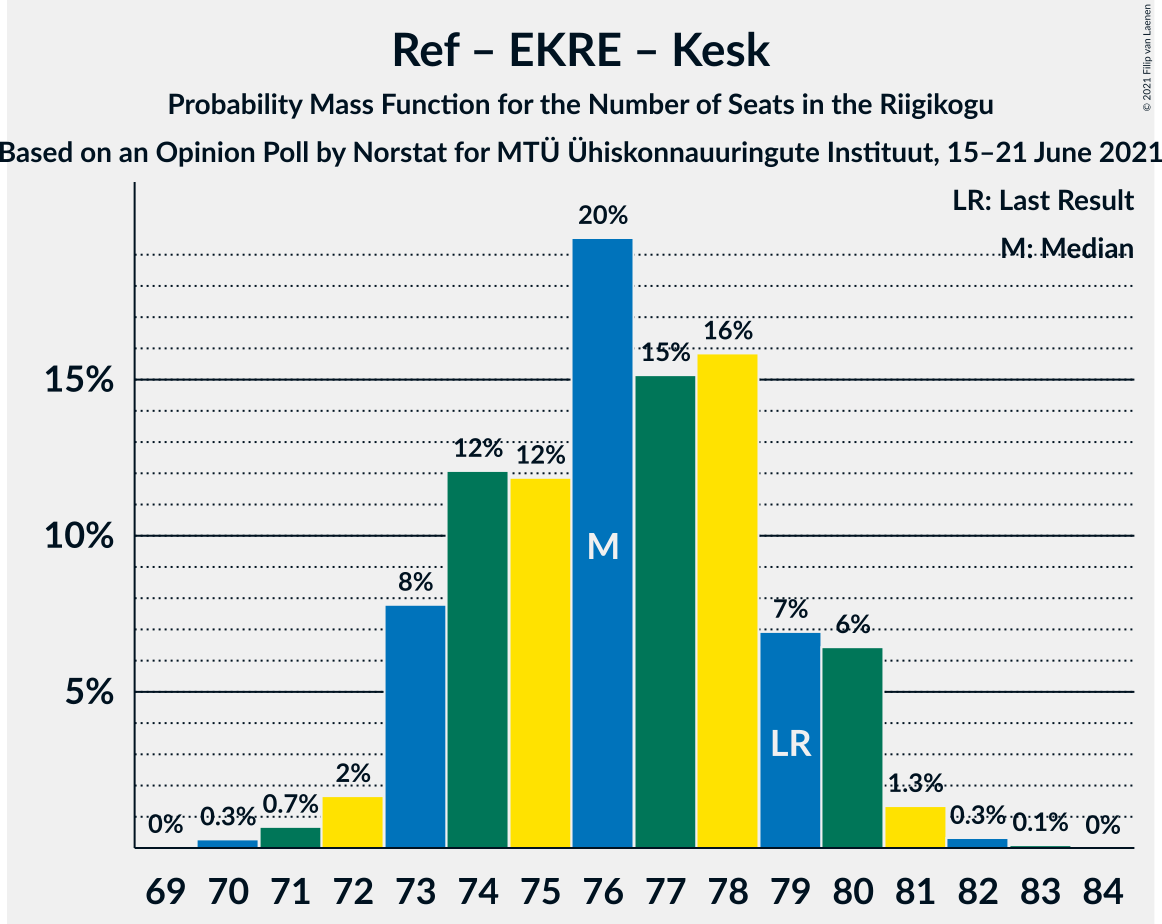 Ref – EKRE – Kesk
Probability Mass Function for the Number of Seats in the Riigikogu
Based on an Opinion Poll by Norstat for MTÜ Ühiskonnauuringute Instituut, 15–21 June 2021
© 2021 Filip van Laenen
LR: Last Result
M: Median
20%
16%
15%
15%
12%
12%
10%
M
8%
7%
6%
5%
LR
2%
1.3%
0%
0.3%
0.7%
0.3%
0.1%
0%
69 70 71 72 73 74 75 76 77 78 79 80 81 82 83 84